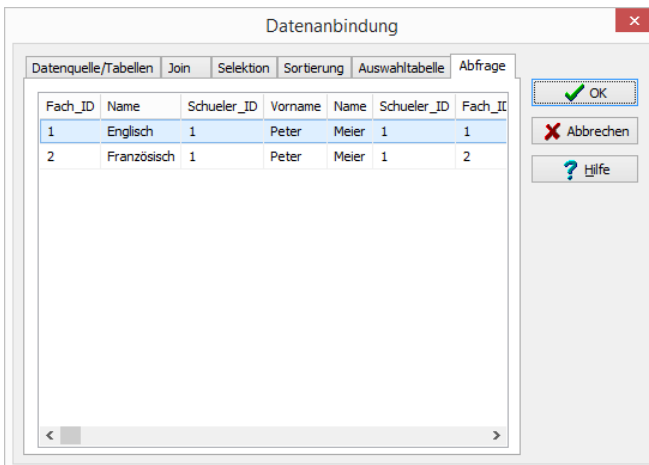 Datenanbindung
Datenquelle/Tabellen Join Selektion Sortierung Auswahltabelle Abfrage
Fach_ID Name Schueler_ID Vorname Name Schueler_ID Fach_ID
1 Englisch 1 Peter Meier 1 1
2 Französisch 1 Peter Meier 1 2
OK
Abbrechen
Hilfe